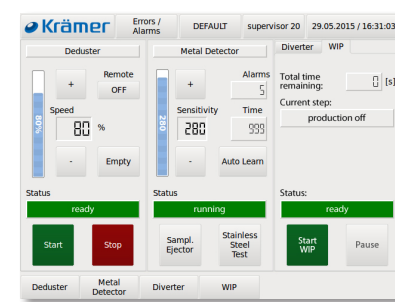 Krämer
Errors / Alarms
DEFAULT
supervisor 20
29.05.2015 / 16:31:03
Deduster
Metal Detector
Diverter
WIP
+
Remote
OFF
Speed
80%
80
%
-
Empty
Status
ready
Start
Stop
+
Alarms
5
Sensitivity
Time
280
280
999
-
Auto Learn
Status
running
Sampl.
Ejector
Stainless
Steel
Test
Total time
remaining:
0
[s]
Current step:
production off
Status:
ready
Start
WIP
Pause
Deduster
Metal
Detector
Diverter
WIP